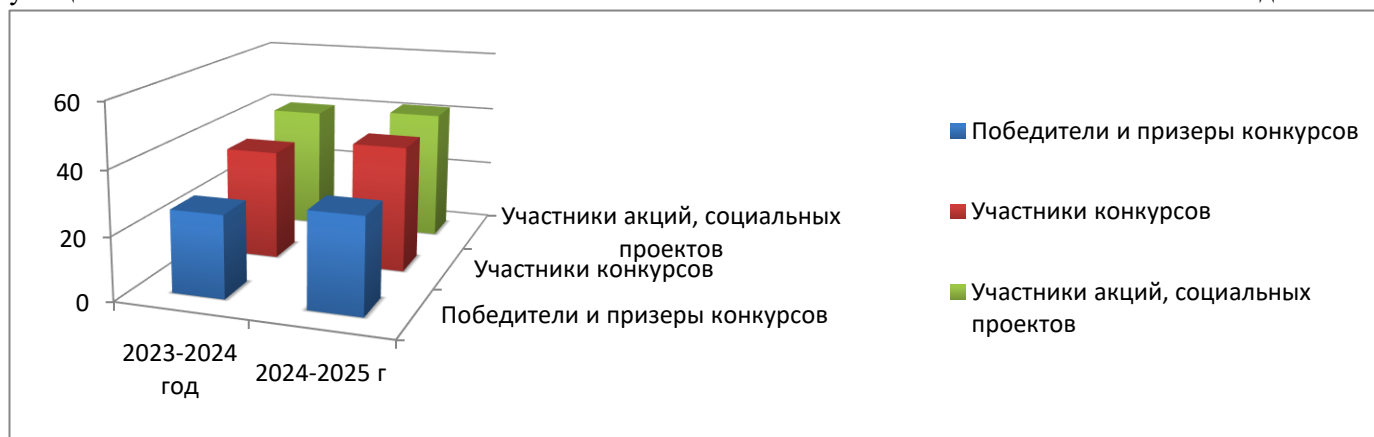 60
40
20
0
2023-2024
год
2024-2025 г
Участники акций, социальных
проектов
Участники конкурсов
Победители и призеры конкурсов
Победители и призеры конкурсов
Участники конкурсов
Участники акций, социальных
проектов